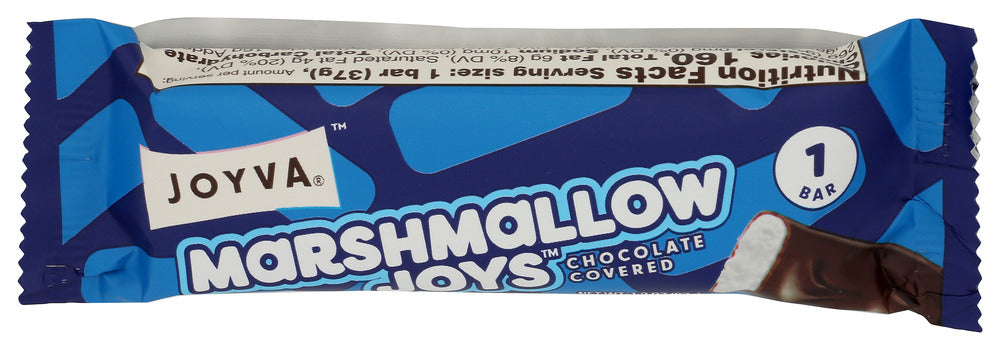 Nutrition Facts Serving size: 1 bar (37g),
Amount per serving:
160, Total Fat 6g (8% DV), Saturated Fat 4g (20% DV),
Sodium 10mg (0% DV), Total Carbohydrate
JOYVA®
™
MARSHMALLOW
JOYS™
CHOCOLATE
COVERED
1
BAR